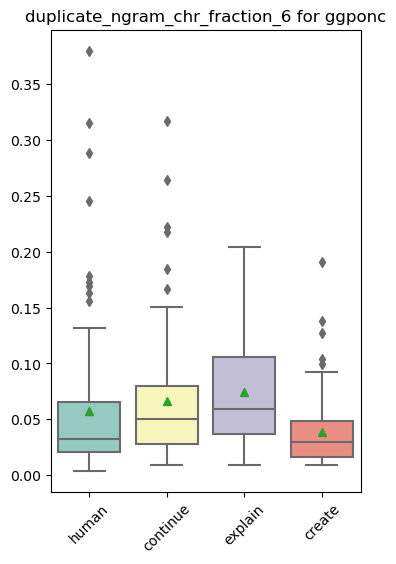 duplicate_ngram_chr_fraction_6 for ggponc
0.35
0.30
0.25
0.20
0.15
0.10
0.05
0.00
human
continue
explain
create